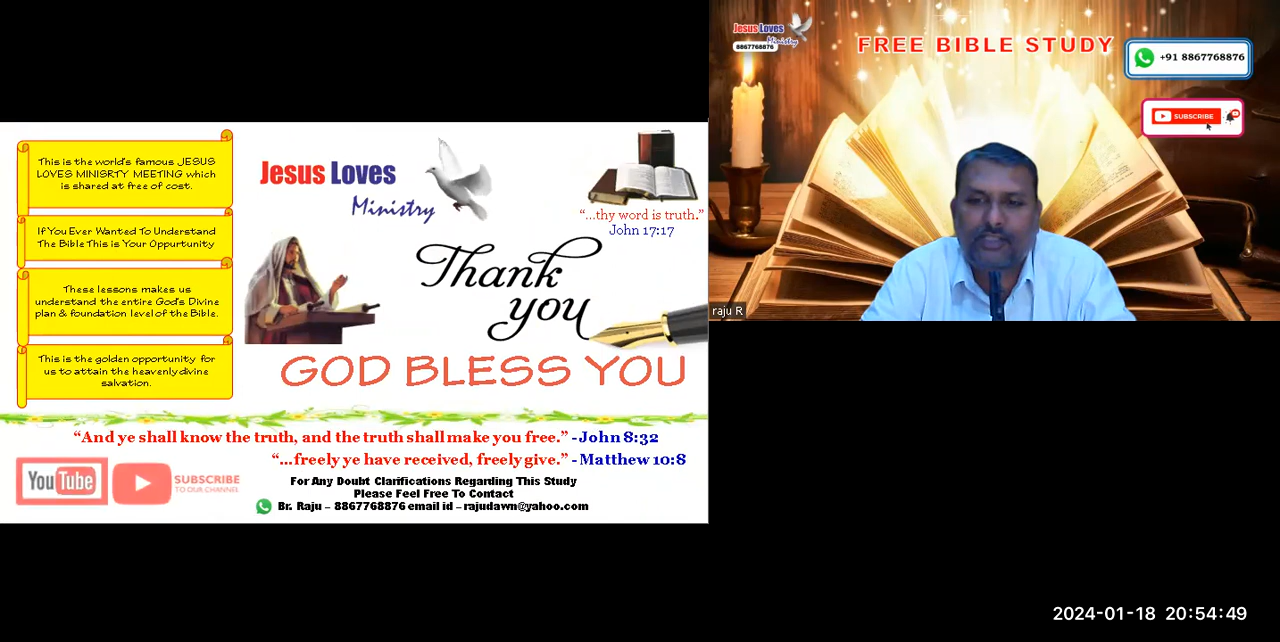 This is the world's famous JESUS
LOVES MINISRTY MEETING which
is shared at free of cost.
If You Ever Wanted To Understand
The Bible This is Your Oppurtunity
These lessons makes us
understand the entire God's Divine
plan & foundation level of the Bible.
This is the golden opportunity for
us to attain the heavenly divine
salvation.
Jesus Loves
Ministry
"...thy word is truth."
John 17:17
Thank
you
GOD BLESS YOU
"And ye shall know the truth, and the truth shall make you free." - John 8:32
"...freely ye have received, freely give." - Matthew 10:8
YouTube
SUBSCRIBE
TO OUR CHANNEL
For Any Doubt Clarifications Regarding This Study
Please Feel Free To Contact
Br. Raju – 8867768876 email id – rajudawn@yahoo.com
Jesus Loves
Ministry
8867768876
FREE BIBLE STUDY
+91 8867768876
SUBSCRIBE
raju R
2024-01-18 20:54:49